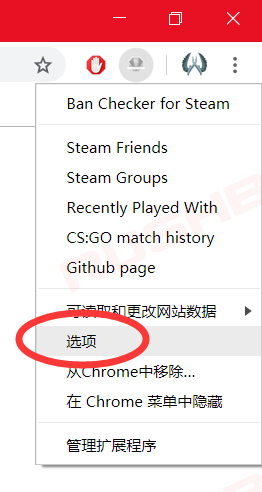 Ban Checker for Steam
Steam Friends
Steam Groups
Recently Played With
CS:GO match history
Github page
可读取和更改网站数据
选项
从Chrome中移除...
在 Chrome 菜单中隐藏
管理扩展程序